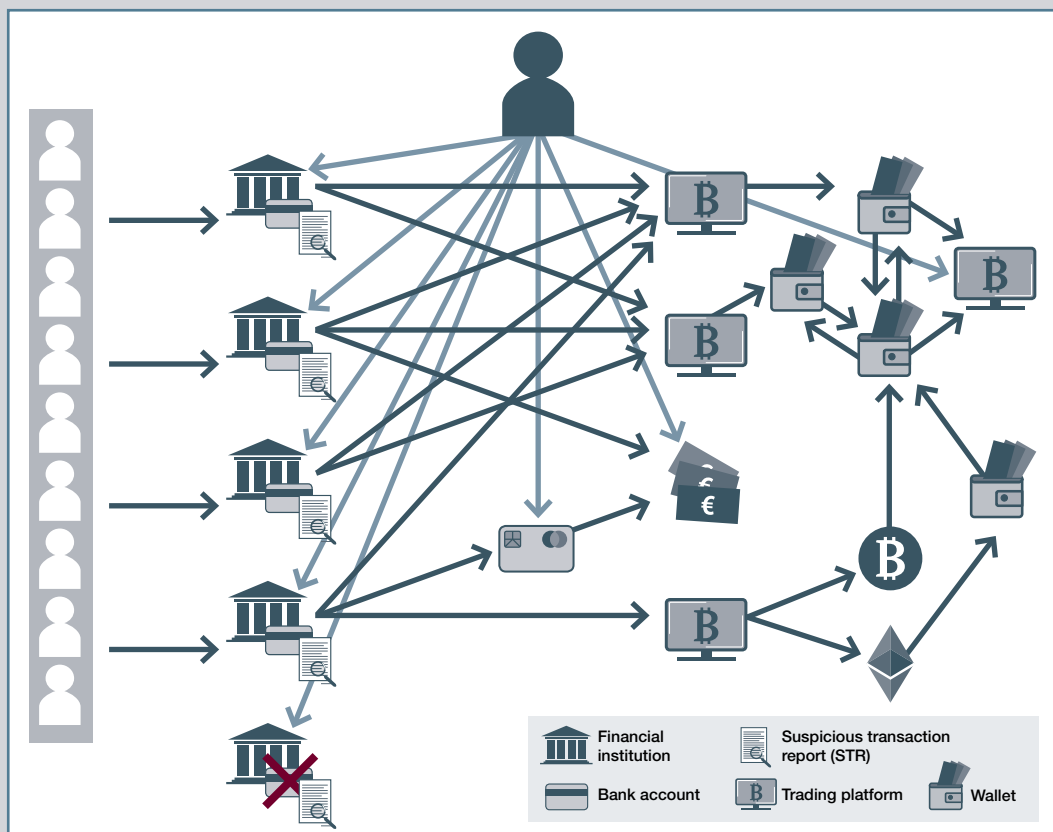 €
€
Financial
institution
Suspicious transaction
report (STR)
Bank account
Trading platform
Wallet